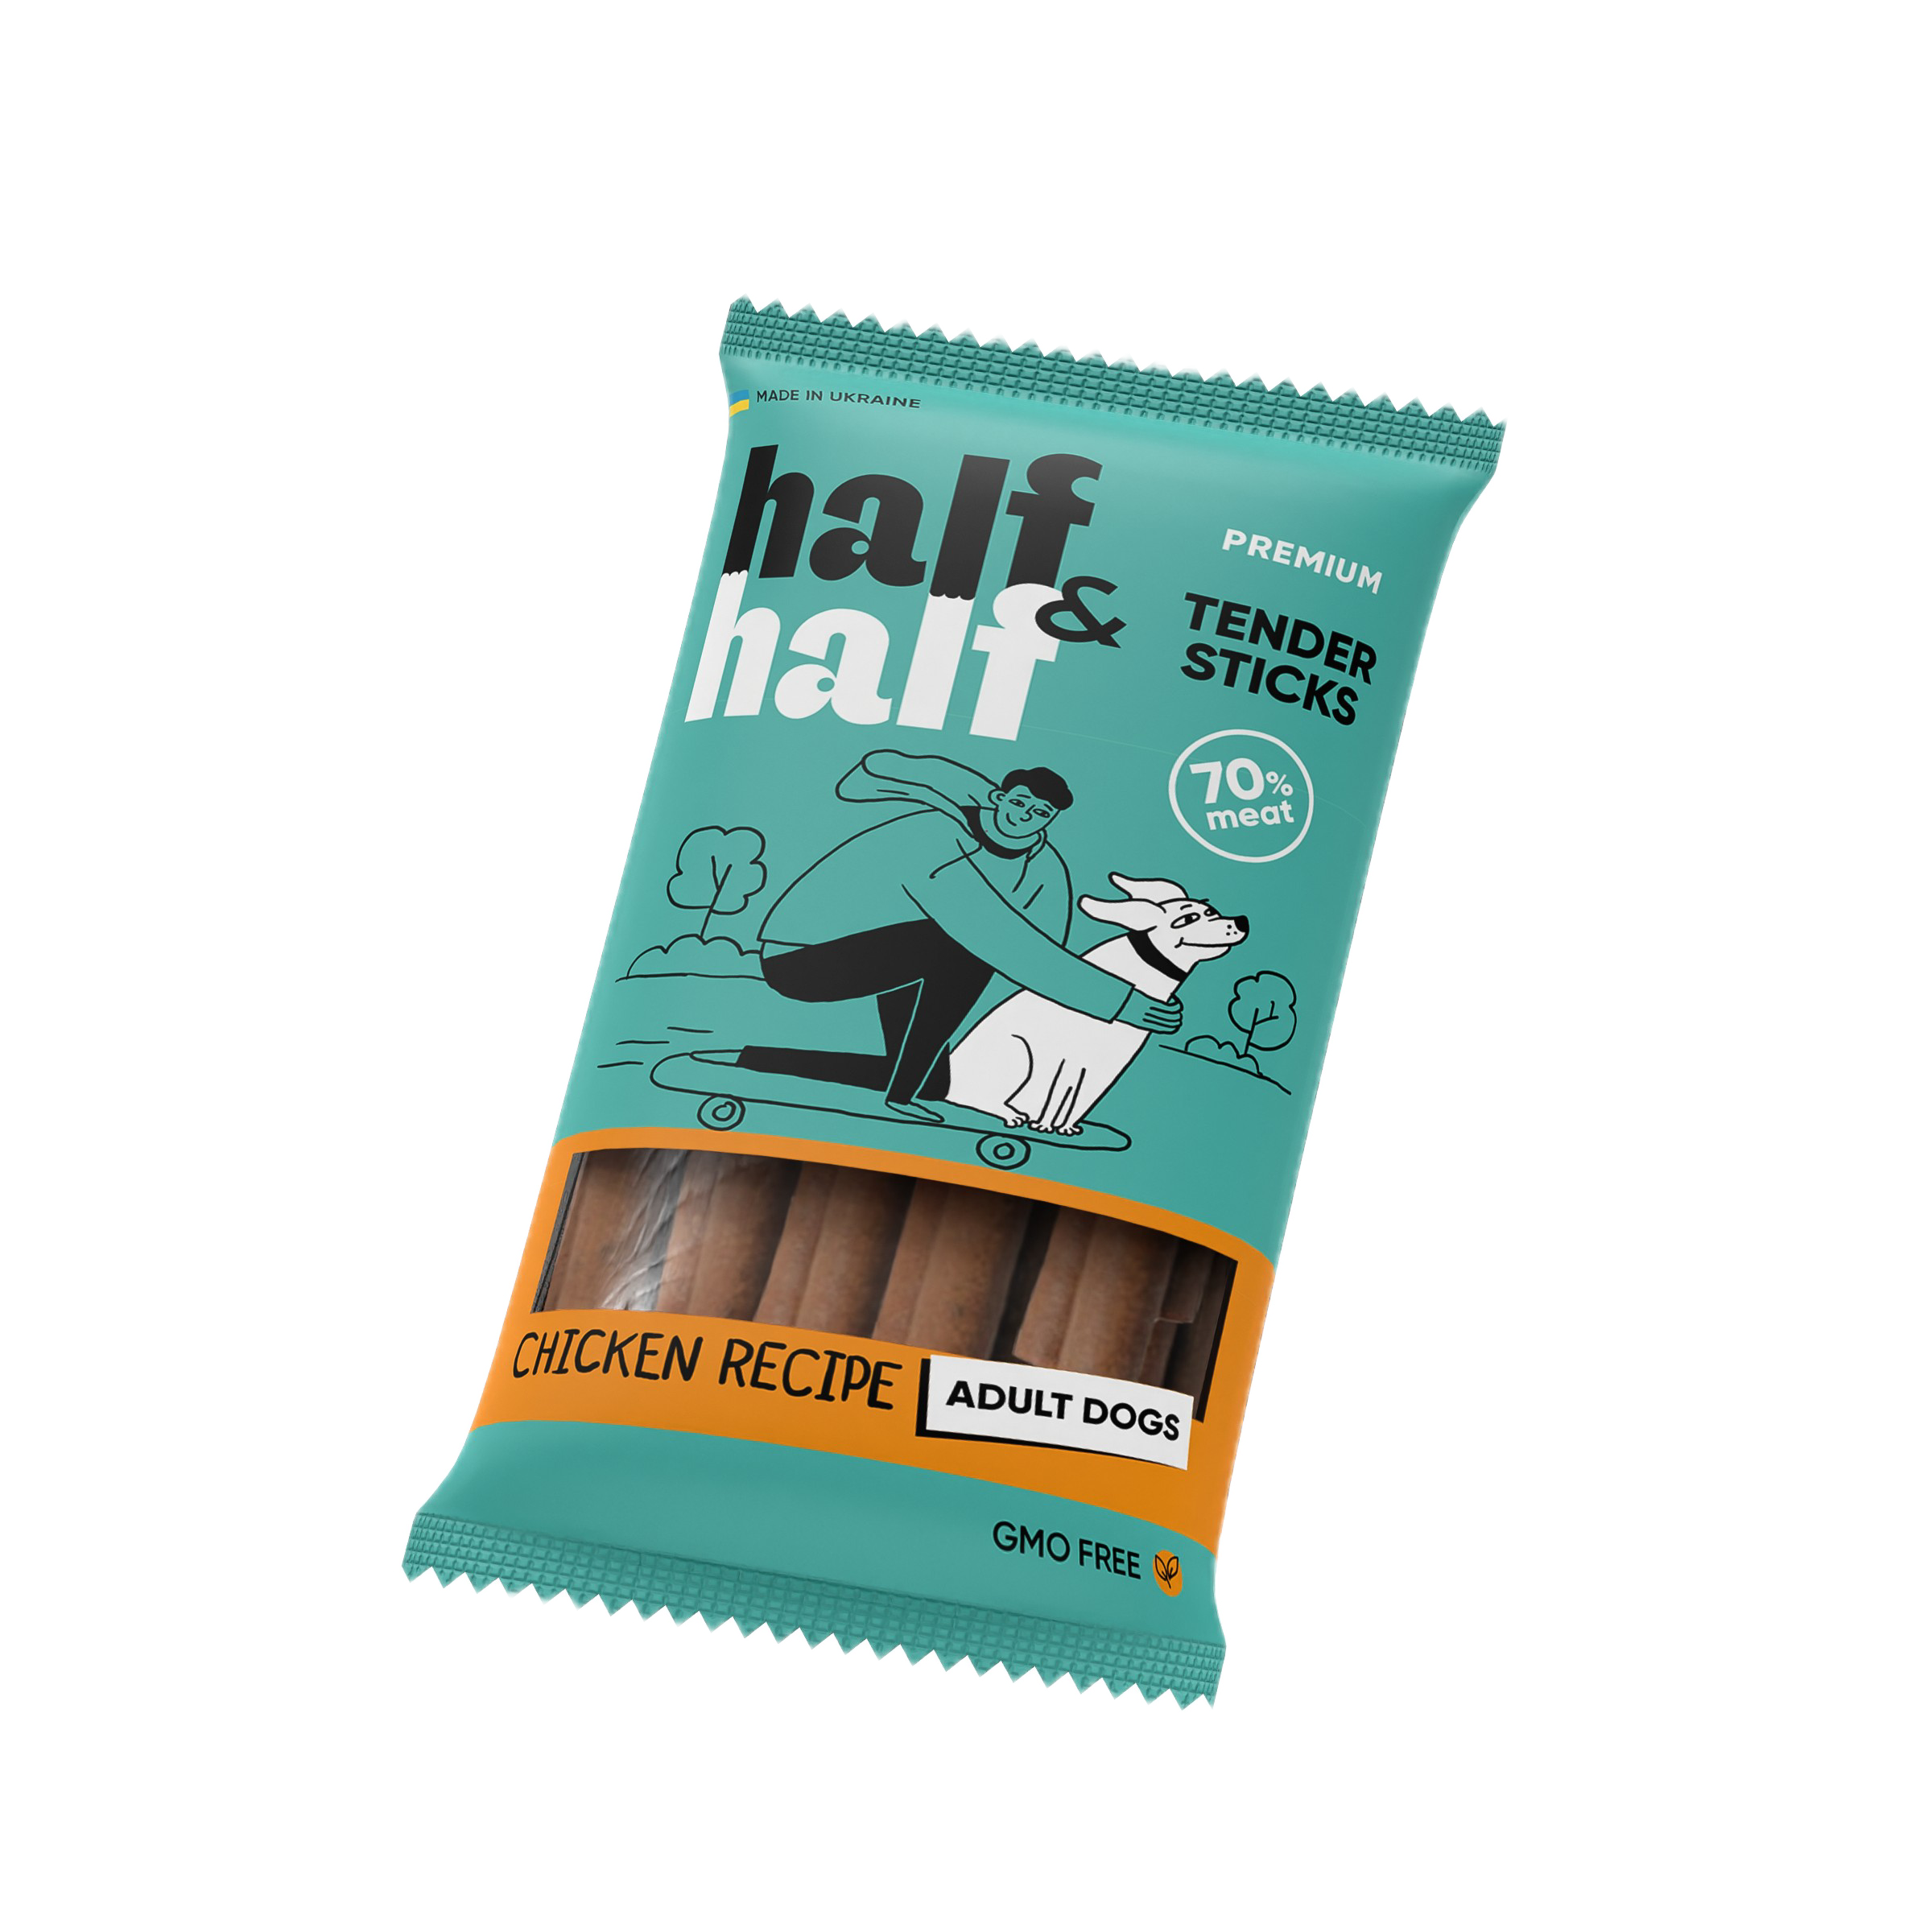 MADE IN UKRAINE
half
&
half
PREMIUM
TENDER
STICKS
70%
meat
CHICKEN RECIPE
ADULT DOGS
GMO FREE